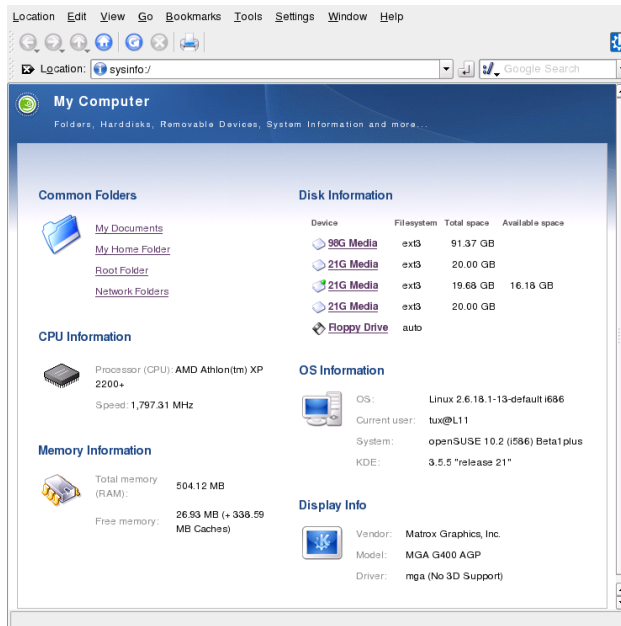 Location Edit View Go Bookmarks Tools Settings Window Help
Location: sysinfo:/ Google Search
My Computer
Folders, Harddisks, Removable Devices, System Information and more...
Common Folders
My Documents
My Home Folder
Root Folder
Network Folders
CPU Information
Processor (CPU): AMD Athlon(tm) XP
2200+
Speed: 1,797.31 MHz
Memory Information
Total memory
(RAM): 504.12 MB
Free memory: 26.93 MB (+ 338.59
MB Caches)
Disk Information
Device Filesystem Total space Available space
98G Media ext3 91.37 GB
21G Media ext3 20.00 GB
21G Media ext3 19.68 GB 16.18 GB
21G Media ext3 20.00 GB
Floppy Drive auto
OS Information
OS: Linux 2.6.18.1-13-default i686
Current user: tux@L11
System: openSUSE 10.2 (i586) Beta1plus
KDE: 3.5.5 "release 21"
Display Info
Vendor: Matrox Graphics, Inc.
Model: MGA G400 AGP
Driver: mga (No 3D Support)